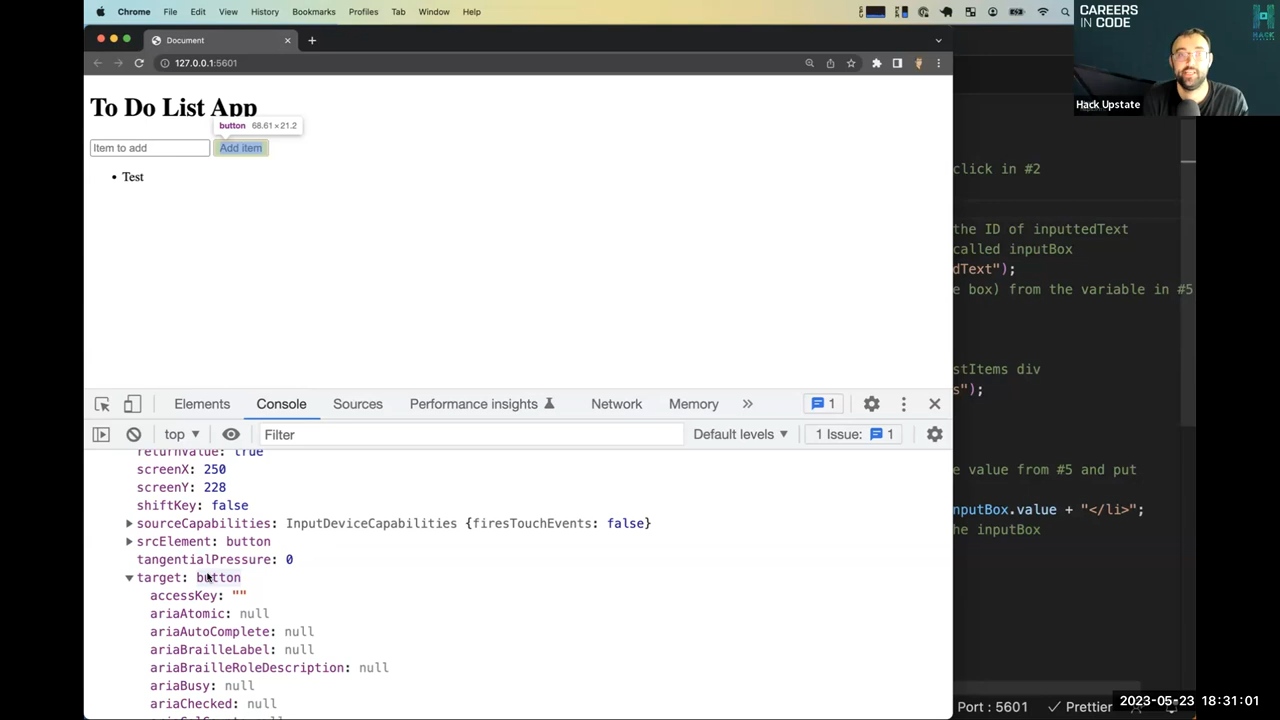 Chrome File Edit View History Bookmarks Profiles Tab Window Help
CAREERS
IN CODE
HACK
Hack Upstate
Document
127.0.0.1:5601
To Do List App
button 68.61 × 21.2
Item to add Add item
• Test
click in #2
the ID of inputtedText
called inputBox
dText");
e box) from the variable in #5
stItems div
s");
e value from #5 and put
nputBox.value + "</li>";
the inputBox
Elements Console Sources Performance insights Network Memory » 1
top Filter Default levels 1 Issue: 1
returnValue: true
screenX: 250
screenY: 228
shiftKey: false
sourceCapabilities: InputDeviceCapabilities {firesTouchEvents: false}
srcElement: button
tangentialPressure: 0
target: button
accessKey: ""
ariaAtomic: null
ariaAutoComplete: null
ariaBrailleLabel: null
ariaBrailleRoleDescription: null
ariaBusy: null
ariaChecked: null
Port : 5601 Prettier
2023-05-23 18:31:01